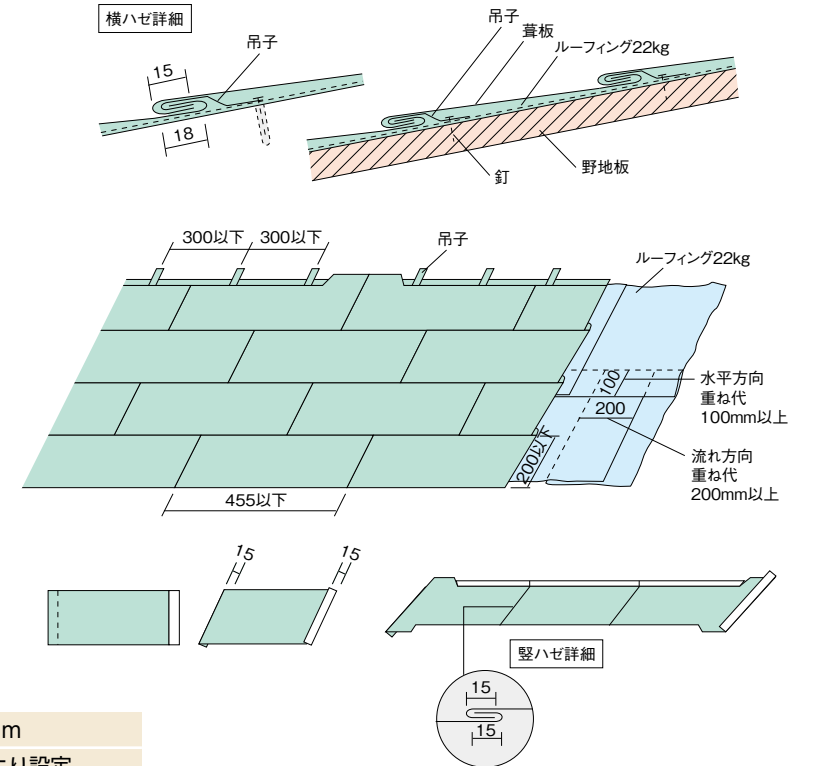 横ハゼ詳細
吊子
15
18
吊子
葺板
ルーフィング22kg
釘
野地板
300以下
300以下
吊子
ルーフィング22kg
100
200
200以下
水平方向
重ね代
100mm以上
流れ方向
重ね代
200mm以上
455以下
15
15
竪ハゼ詳細
15
15
m
より設定